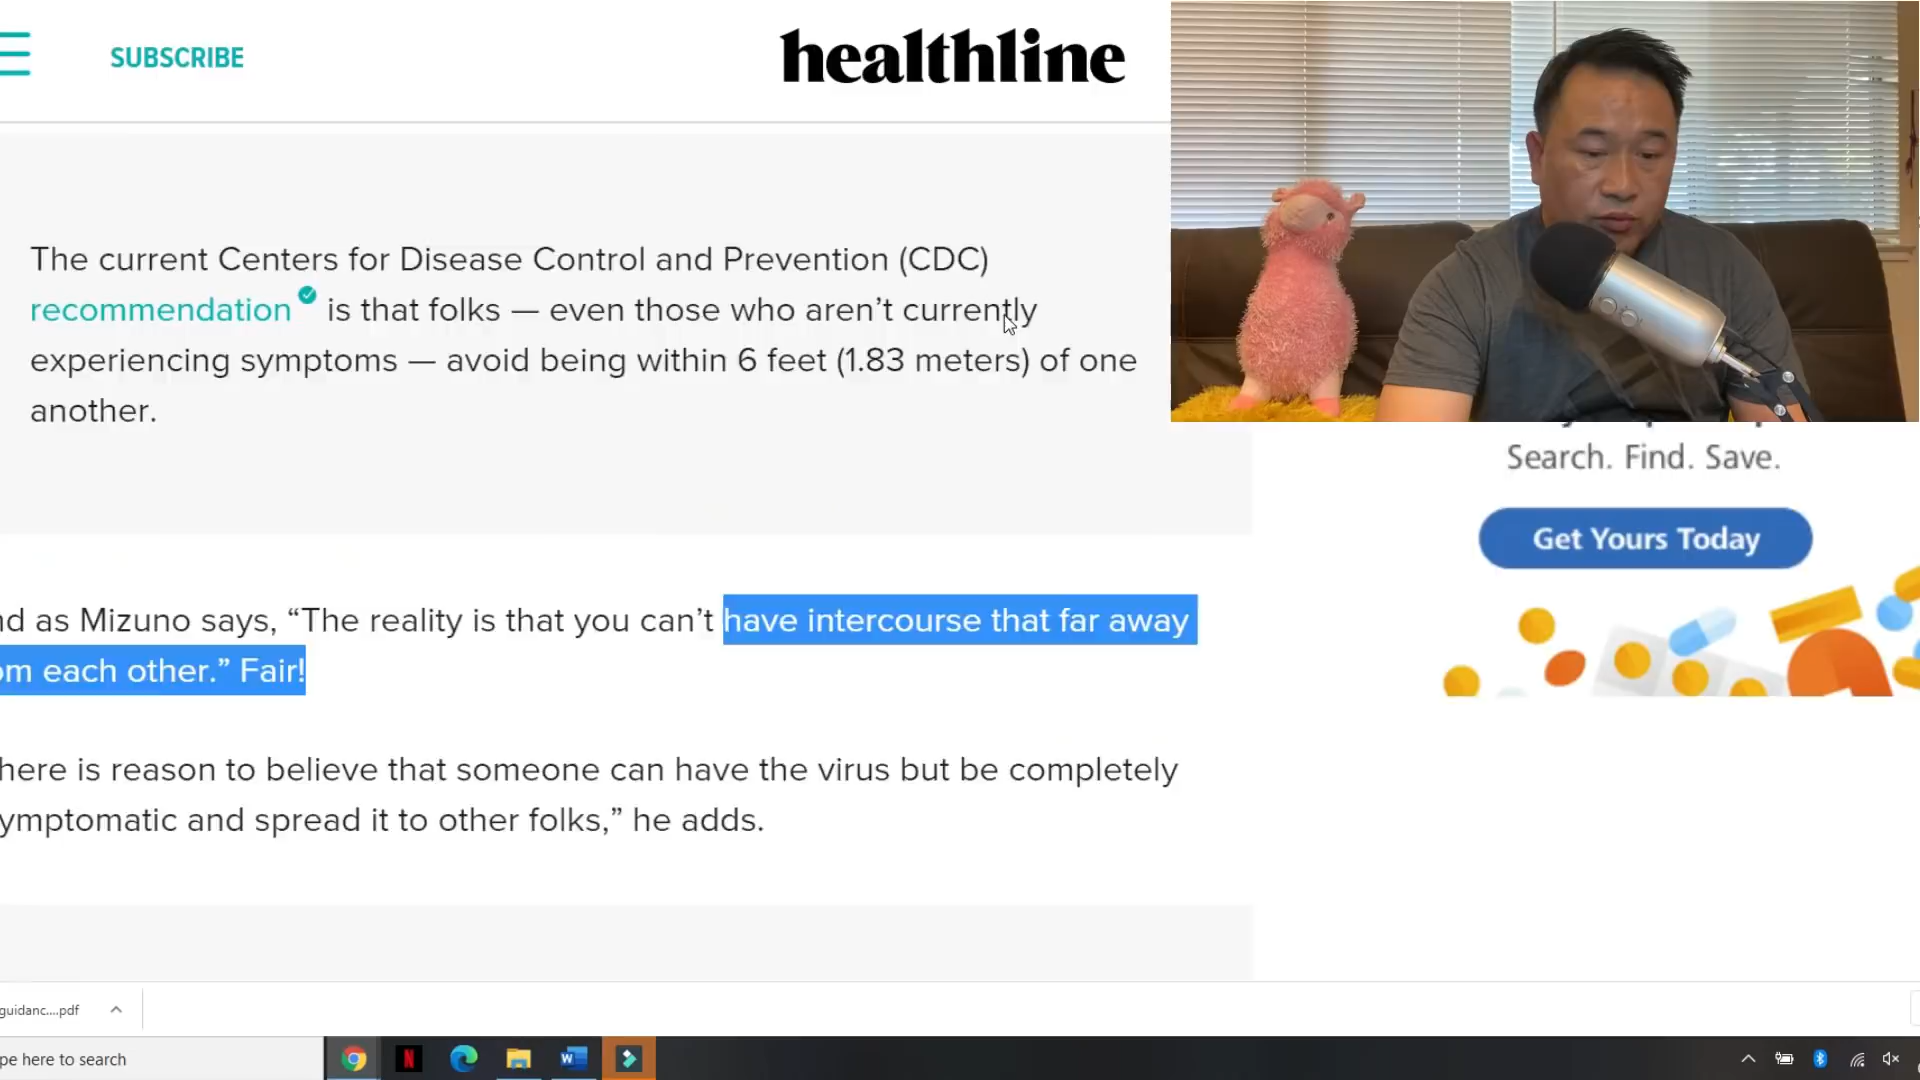 SUBSCRIBE
healthline
The current Centers for Disease Control and Prevention (CDC)
recommendation is that folks — even those who aren’t currently
experiencing symptoms — avoid being within 6 feet (1.83 meters) of one
another.
Search. Find. Save.
Get Yours Today
as Mizuno says, “The reality is that you can’t have intercourse that far away
each other.” Fair!
here is reason to believe that someone can have the virus but be completely
ymptomatic and spread it to other folks,” he adds.
guidanc....pdf
pe here to search